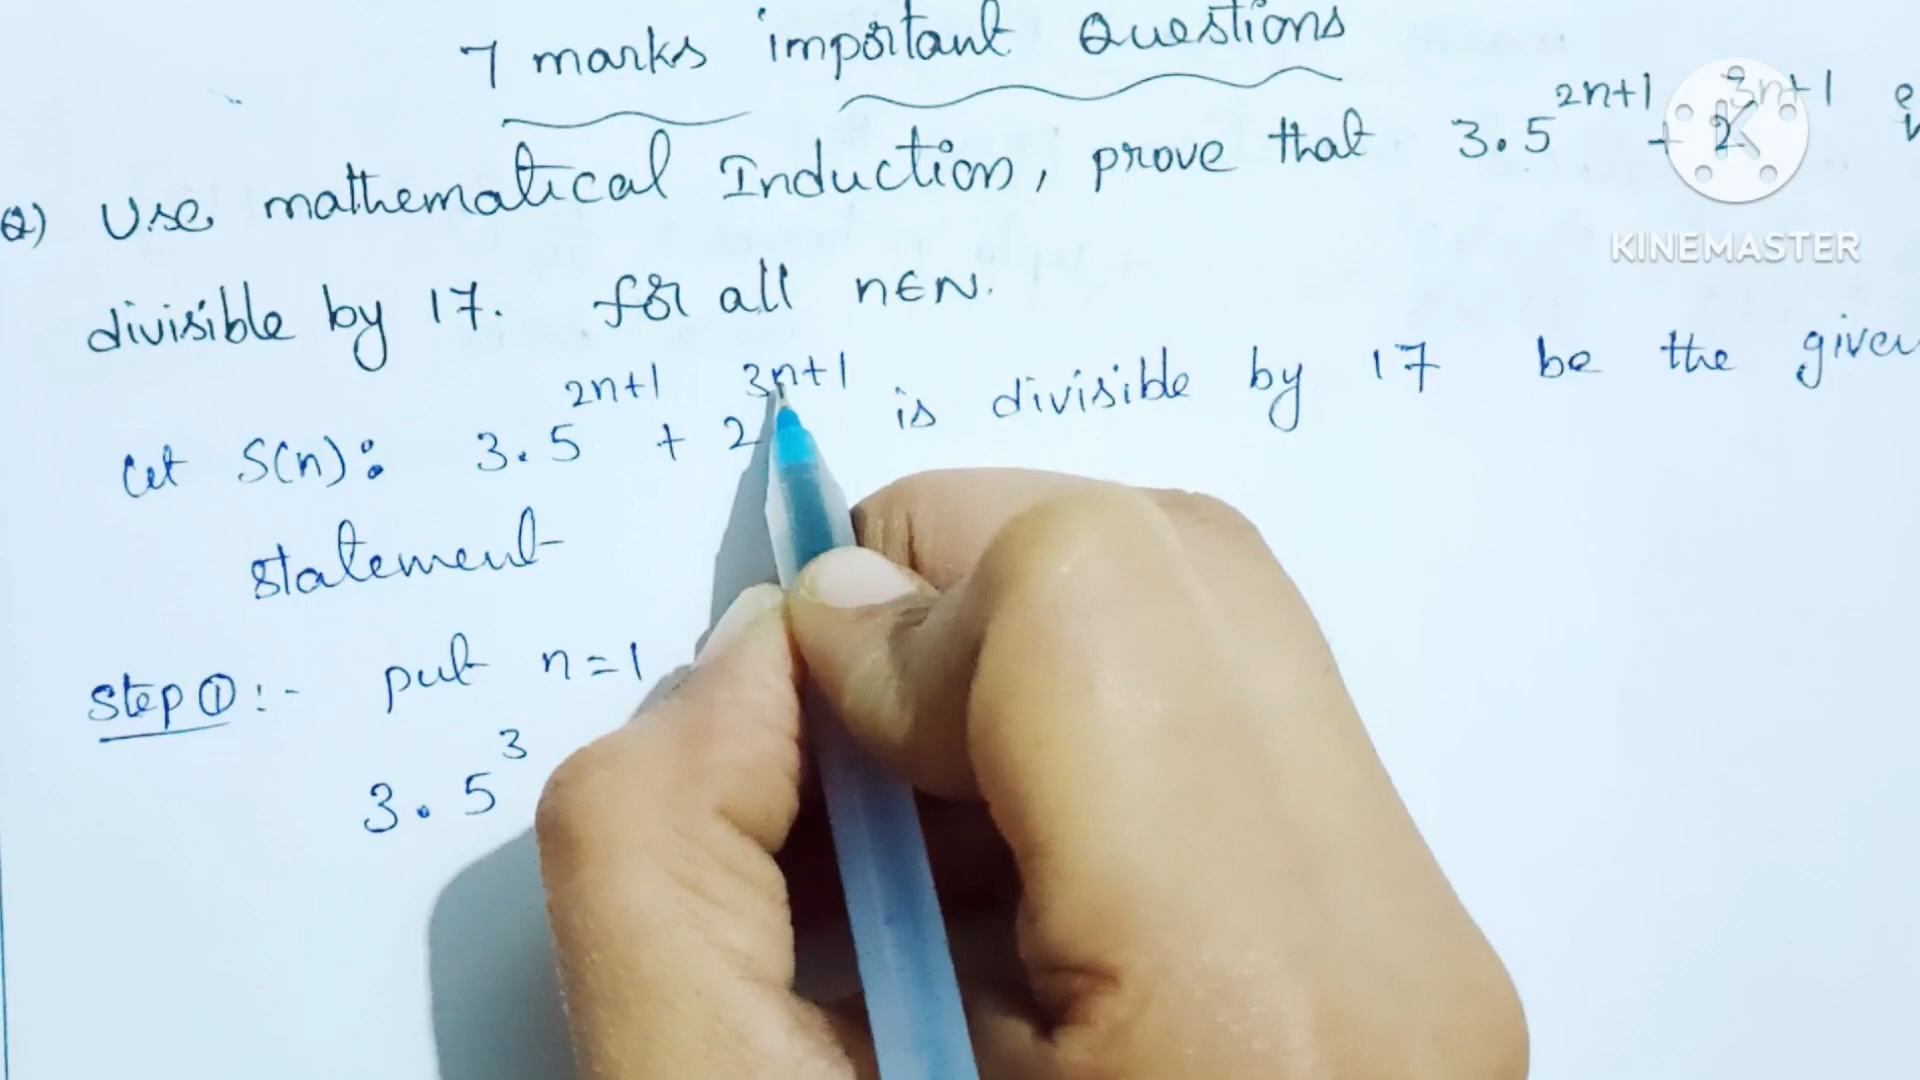 7 marks important Questions
Q) Use mathematical Induction, prove that 3.5^{2n+1} + 2^{3n+1}
divisible by 17. for all n∈N.
Let S(n): 3.5^{2n+1} + 2^{3n+1} is divisible by 17 be the given
statement
Step ①:- put n=1
3.5^3
KINEMASTER